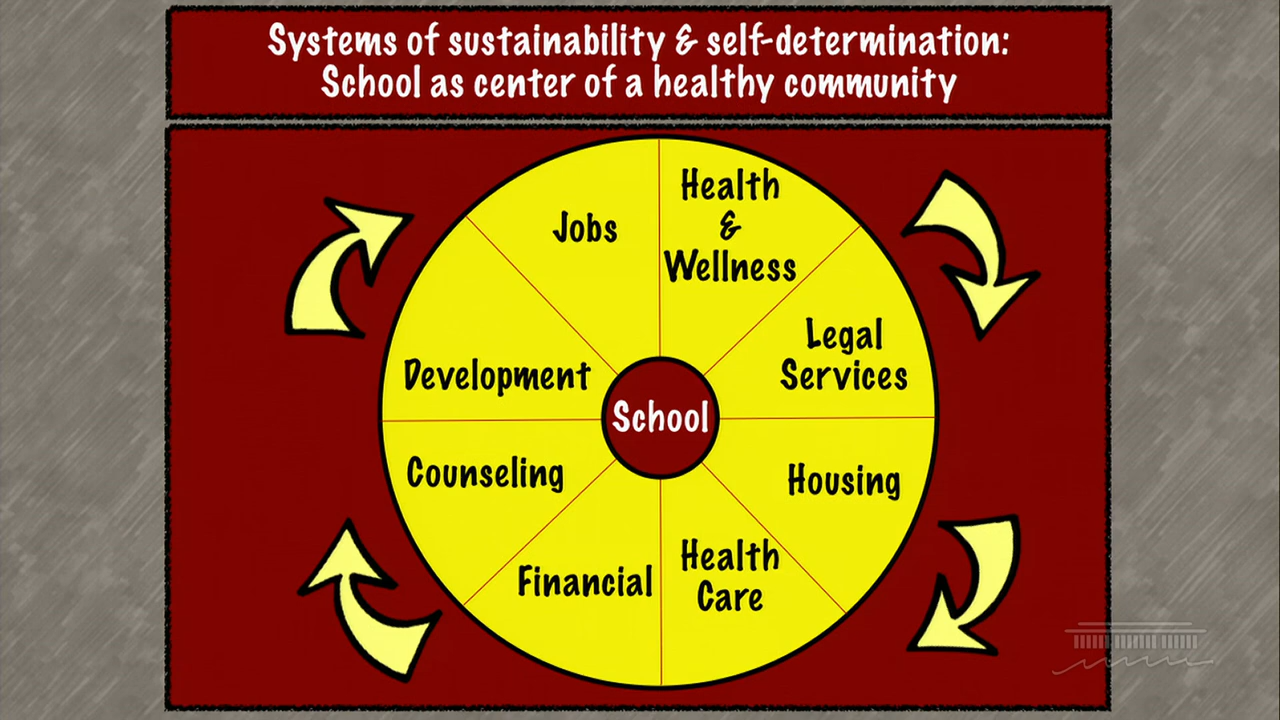 Systems of sustainability & self-determination:
School as center of a healthy community
Jobs
Health
&
Wellness
Legal
Services
Development
School
Counseling
Housing
Financial
Health
Care